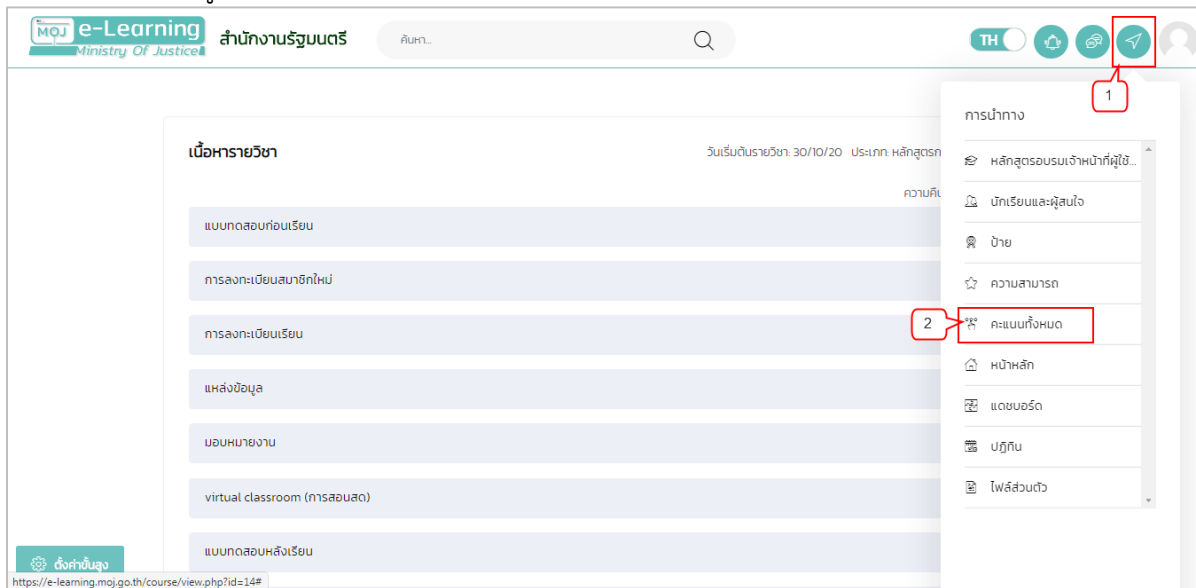 MOJ e-Learning
Ministry Of Justice
สำนักงานรัฐมนตรี
ค้นหา...
TH
1
การนำทาง
เนื้อหารายวิชา
วันเริ่มต้นรายวิชา: 30/10/20 ประเภท: หลักสูตรก
หลักสูตรอบรมเจ้าหน้าที่ผู้ใช้...
ความคืบ
นักเรียนและผู้สนใจ
แบบทดสอบก่อนเรียน
ป้าย
การลงทะเบียนสมาชิกใหม่
ความสามารถ
การลงทะเบียนเรียน
2
คะแนนทั้งหมด
หน้าหลัก
แหล่งข้อมูล
แดชบอร์ด
มอบหมายงาน
ปฏิทิน
virtual classroom (การสอนสด)
ไฟล์ส่วนตัว
แบบทดสอบหลังเรียน
ตั้งค่าขั้นสูง
https://e-learning.moj.go.th/course/view.php?id=14#